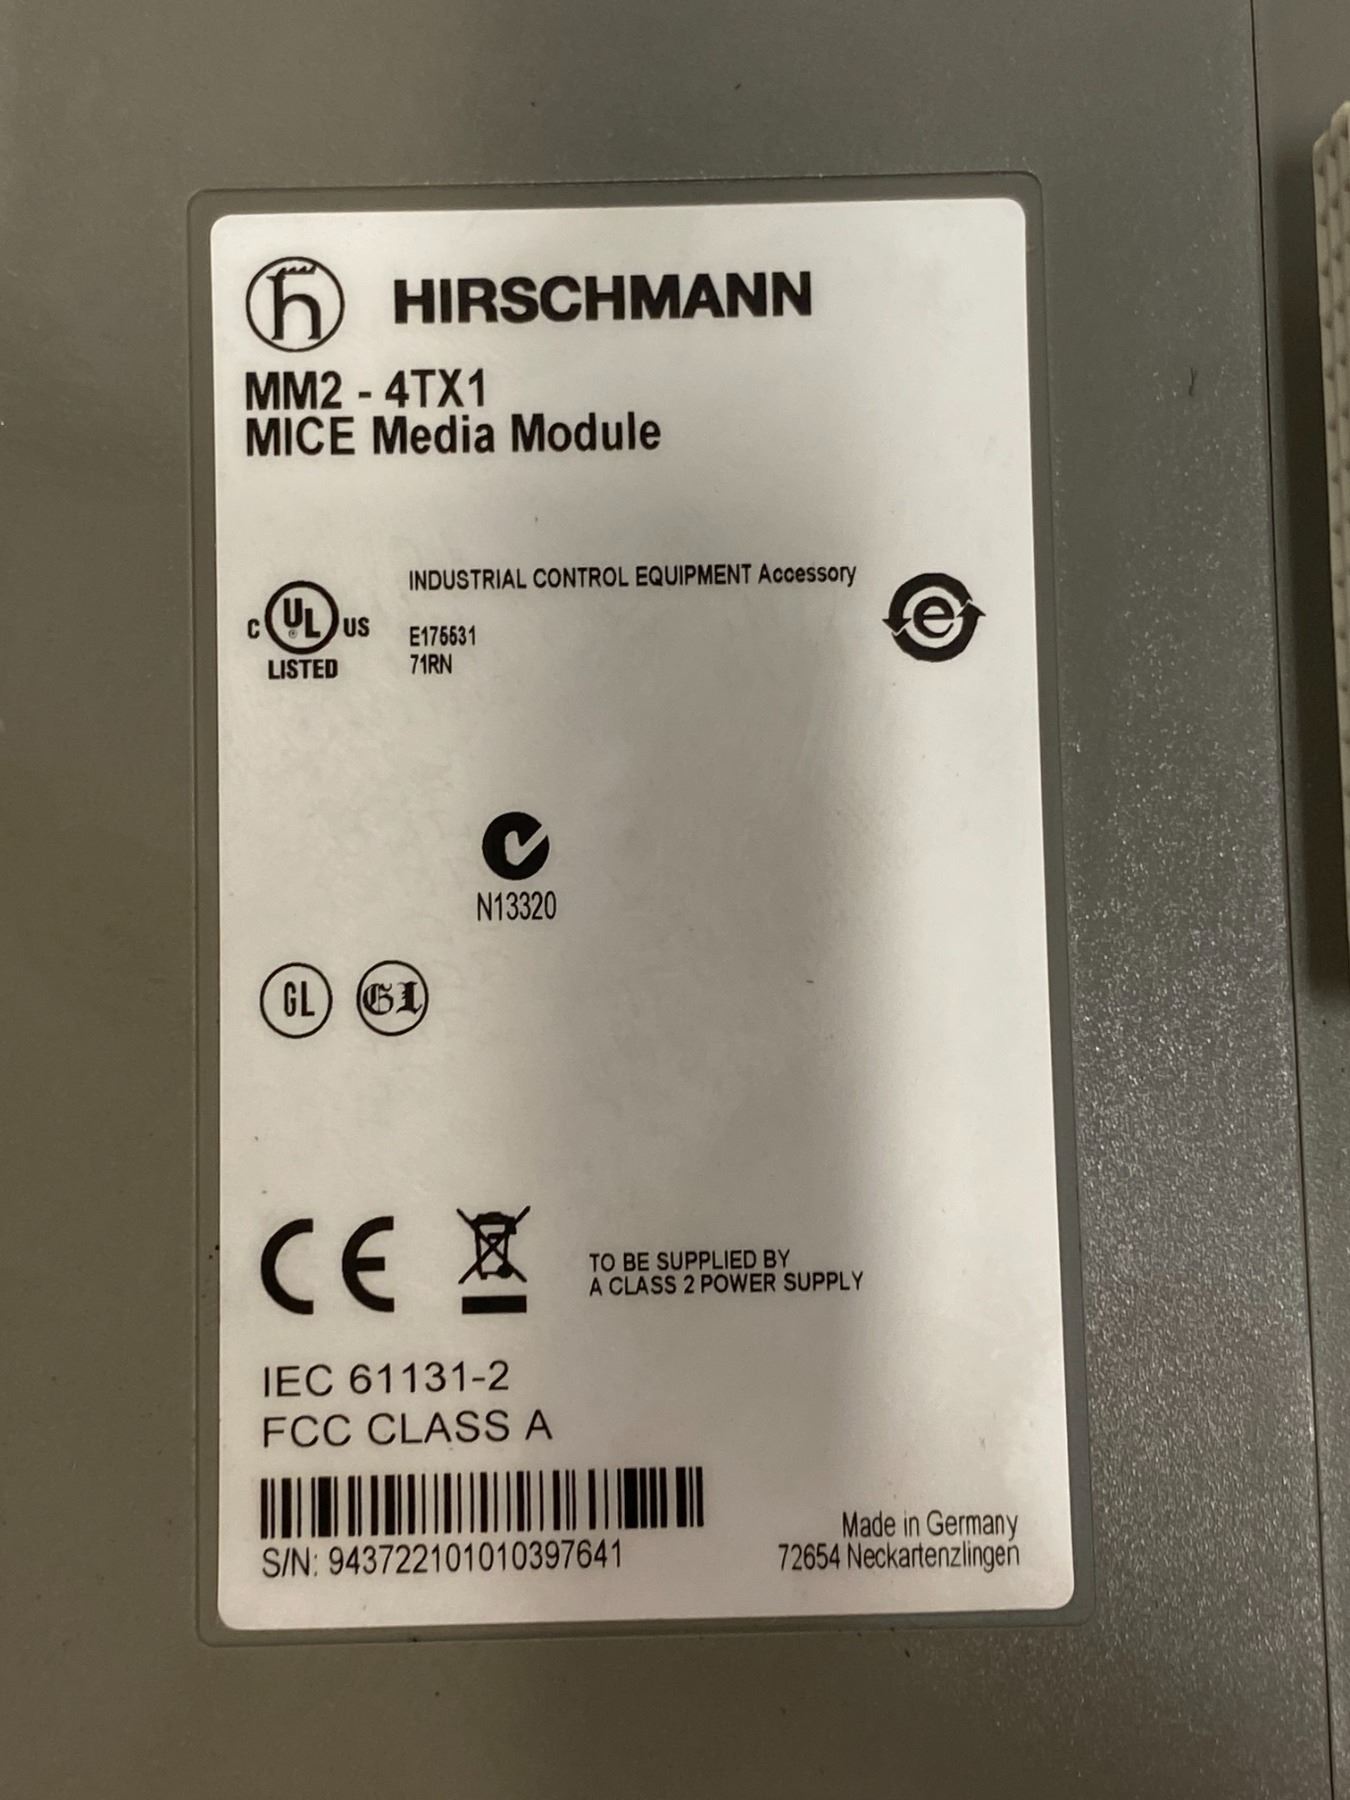 HIRSCHMANN
MM2 - 4TX1
MICE Media Module
INDUSTRIAL CONTROL EQUIPMENT Accessory
C UL US
LISTED
E175531
71RN
e
N13320
GL GL
CE
TO BE SUPPLIED BY
A CLASS 2 POWER SUPPLY
IEC 61131-2
FCC CLASS A
S/N: 943722101010397641
Made in Germany
72654 Neckartenzlingen